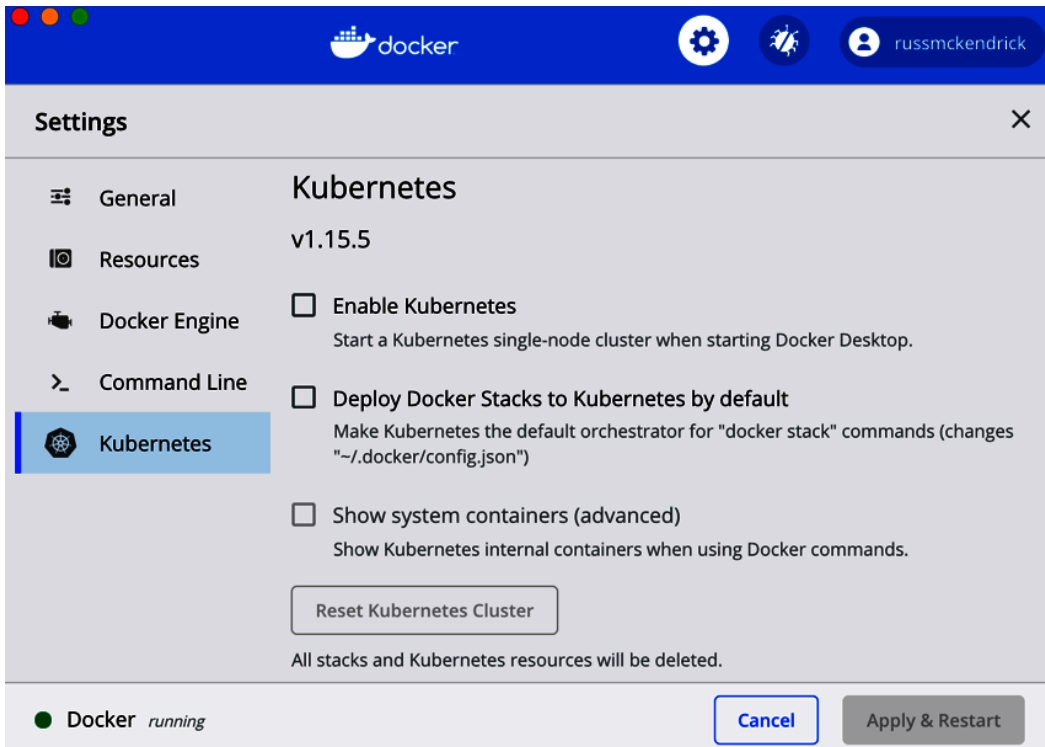 docker
russmckendrick
Settings
General
Resources
Docker Engine
Command Line
Kubernetes
Kubernetes
v1.15.5
Enable Kubernetes
Start a Kubernetes single-node cluster when starting Docker Desktop.
Deploy Docker Stacks to Kubernetes by default
Make Kubernetes the default orchestrator for "docker stack" commands (changes
"~/.docker/config.json")
Show system containers (advanced)
Show Kubernetes internal containers when using Docker commands.
Reset Kubernetes Cluster
All stacks and Kubernetes resources will be deleted.
Docker running
Cancel
Apply & Restart